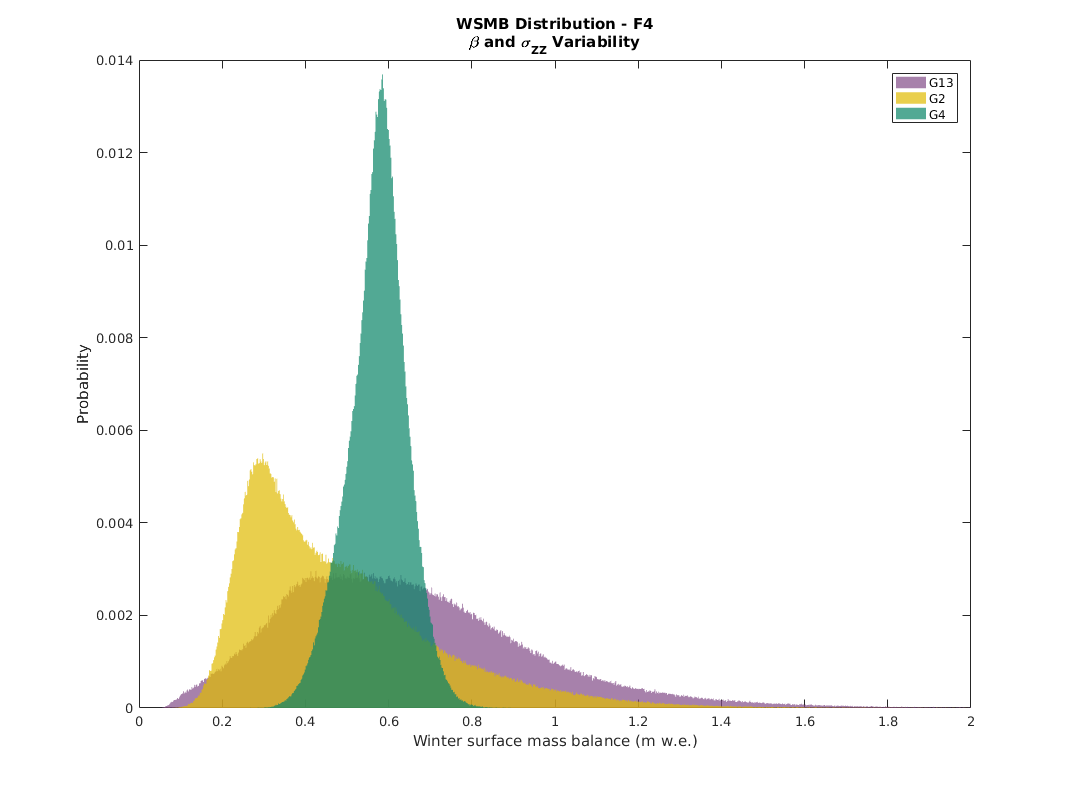 WSMB Distribution - F4
β and σZZ Variability
G13
G2
G4
0.014
0.012
0.01
0.008
0.006
0.004
0.002
0
Probability
0 0.2 0.4 0.6 0.8 1 1.2 1.4 1.6 1.8 2
Winter surface mass balance (m w.e.)